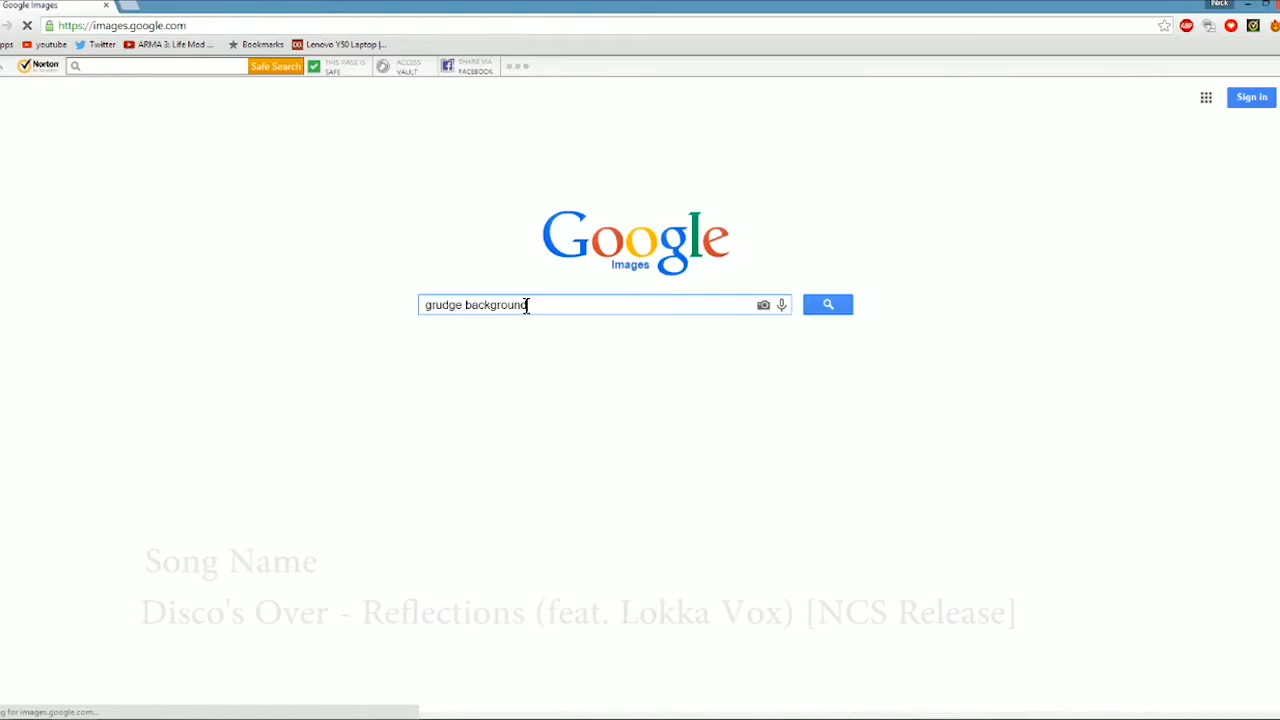 Google Images
Nick
https://images.google.com
pps youtube Twitter ARMA 3: Life Mod ... Bookmarks Lenovo Y50 Laptop |...
Norton Safe Search THIS PAGE IS SAFE ACCESS VAULT SHARE VIA FACEBOOK
Sign in
Google
Images
grudge background
Song Name
Disco's Over - Reflections (feat. Lokka Vox) [NCS Release]
g for images.google.com...